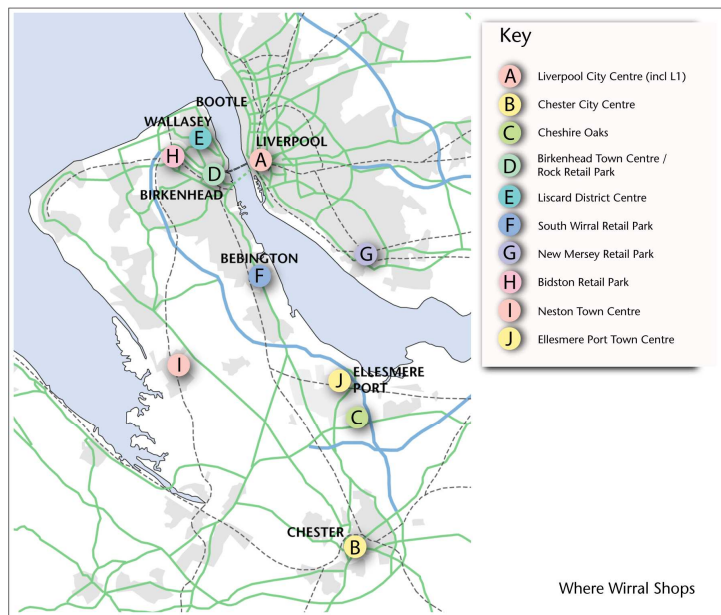 BOOTLE
WALLASEY
E
LIVERPOOL
H
A
D
BIRKENHEAD
G
BEBINGTON
F
I
J
ELLESMERE
PORT
C
CHESTER
B
Key
A Liverpool City Centre (incl L1)
B Chester City Centre
C Cheshire Oaks
D Birkenhead Town Centre /
Rock Retail Park
E Liscard District Centre
F South Wirral Retail Park
G New Mersey Retail Park
H Bidston Retail Park
I Neston Town Centre
J Ellesmere Port Town Centre
Where Wirral Shops